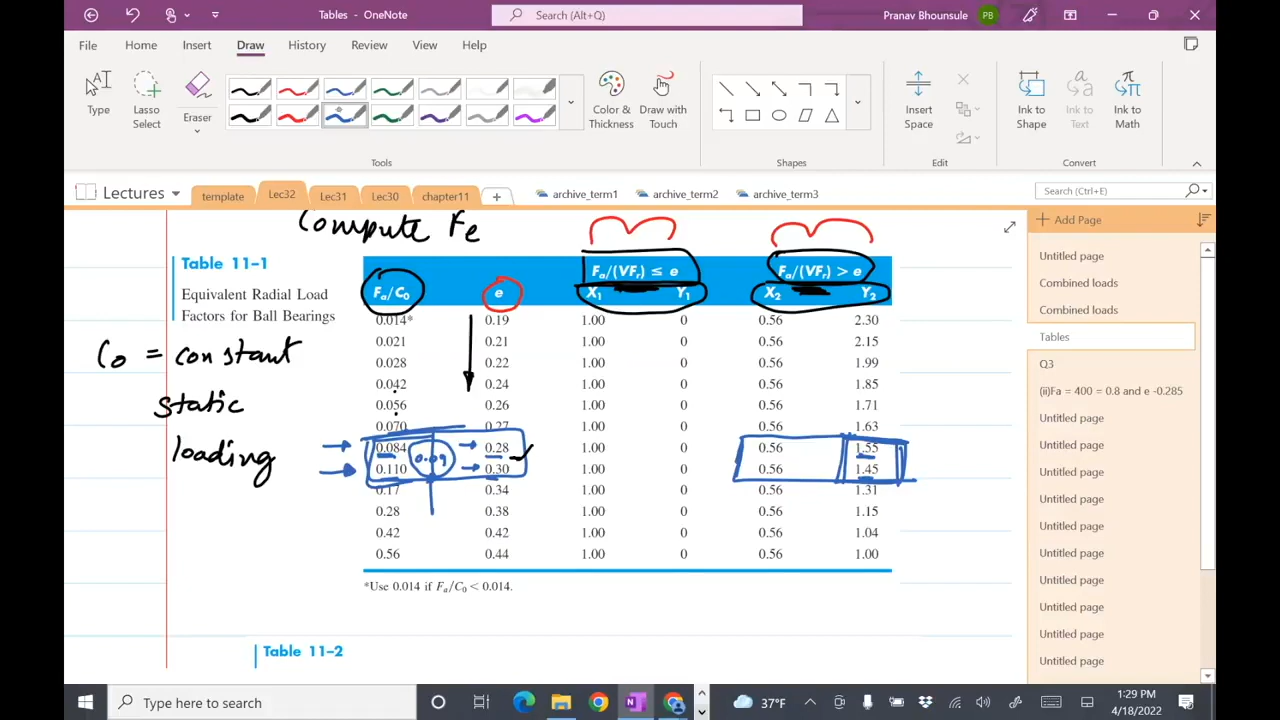 Tables - OneNote
Search (Alt+Q)
Pranav Bhounsule PB
File Home Insert Draw History Review View Help
Type
Lasso Select
Eraser
Color & Thickness
Draw with Touch
Insert Space
Ink to Shape
Ink to Text
Ink to Math
Tools Shapes Edit Convert
Lectures template Lec32 Lec31 Lec30 chapter11 archive_term1 archive_term2 archive_term3 Search (Ctrl+E)
Add Page
Untitled page
Combined loads
Combined loads
Tables
Q3
(ii)Fa = 400 = 0.8 and e -0.285
Untitled page
Untitled page
Untitled page
Untitled page
Untitled page
Untitled page
Untitled page
Untitled page
Untitled page
Untitled page
Compute Fe
Table 11–1
Equivalent Radial Load
Factors for Ball Bearings
C0 = constant
static
loading
Fa/(VFr) ≤ e Fa/(VFr) > e
Fa/C0 e X1 Y1 X2 Y2
0.014* 0.19 1.00 0 0.56 2.30
0.021 0.21 1.00 0 0.56 2.15
0.028 0.22 1.00 0 0.56 1.99
0.042 0.24 1.00 0 0.56 1.85
0.056 0.26 1.00 0 0.56 1.71
0.070 0.27 1.00 0 0.56 1.63
0.084 0.28 1.00 0 0.56 1.55
0.09
0.110 0.30 1.00 0 0.56 1.45
0.17 0.34 1.00 0 0.56 1.31
0.28 0.38 1.00 0 0.56 1.15
0.42 0.42 1.00 0 0.56 1.04
0.56 0.44 1.00 0 0.56 1.00
*Use 0.014 if Fa/C0 < 0.014.
Table 11–2
Type here to search
37°F
1:29 PM
4/18/2022